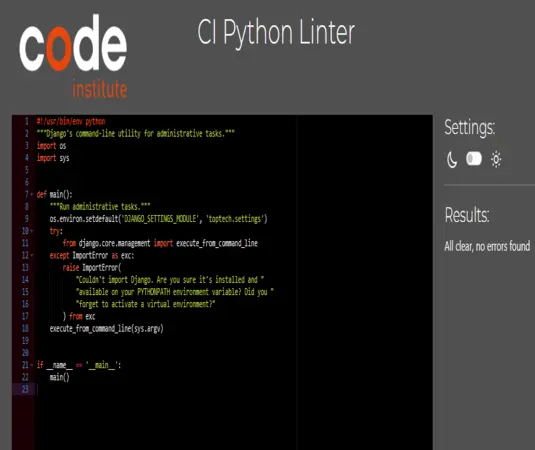 code
institute
CI Python Linter
1 #!/usr/bin/env python
2 """Django's command-line utility for administrative tasks."""
3 import os
4 import sys
5
6
7 def main():
8     """Run administrative tasks."""
9     os.environ.setdefault('DJANGO_SETTINGS_MODULE', 'toptech.settings')
10     try:
11         from django.core.management import execute_from_command_line
12     except ImportError as exc:
13         raise ImportError(
14             "Couldn't import Django. Are you sure it's installed and "
15             "available on your PYTHONPATH environment variable? Did you "
16             "forget to activate a virtual environment?"
17         ) from exc
18     execute_from_command_line(sys.argv)
19
20
21 if __name__ == '__main__':
22     main()
23
Settings:
Results:
All clear, no errors found